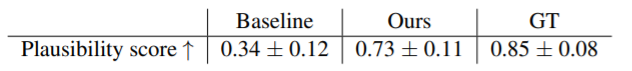 Baseline Ours GT
Plausibility score ↑ 0.34 ± 0.12 0.73 ± 0.11 0.85 ± 0.08